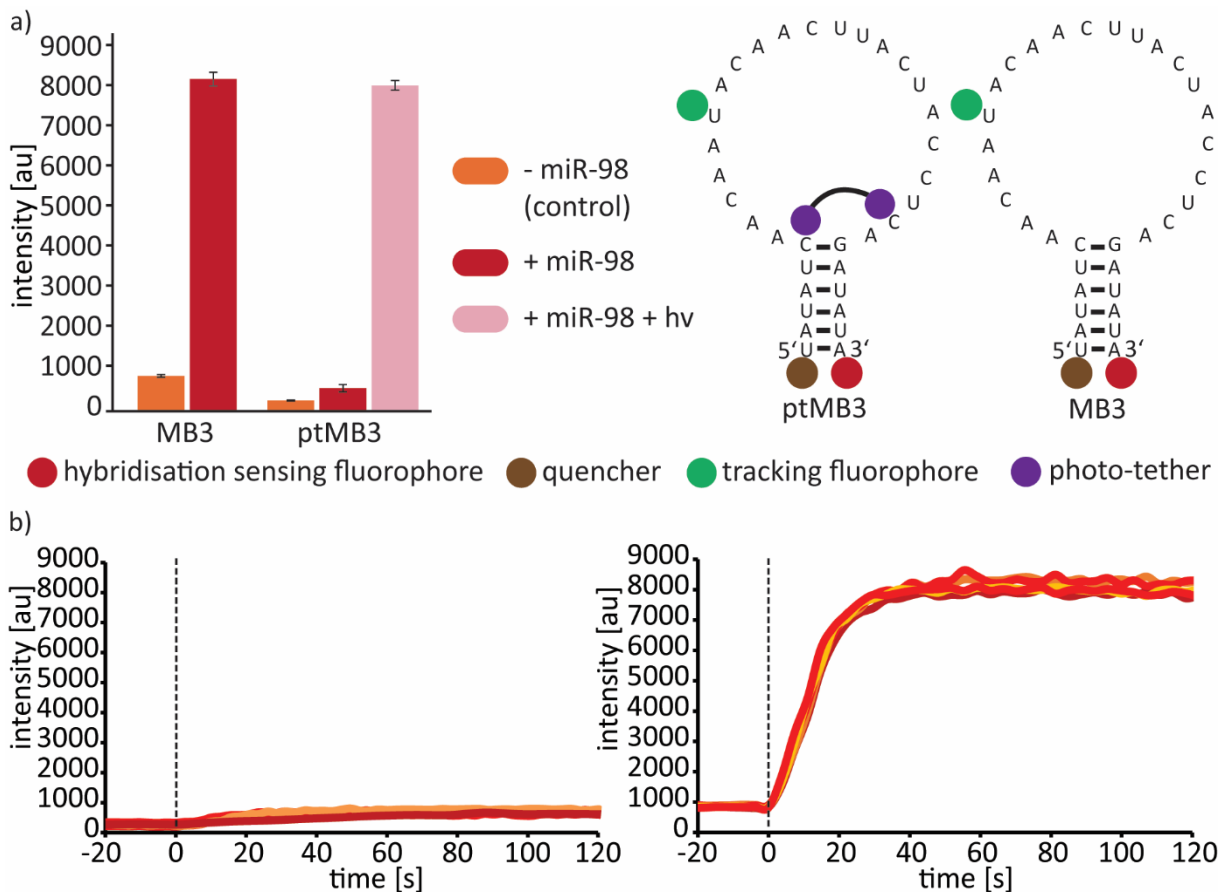 a)
intensity [au]
9000
8000
7000
6000
5000
4000
3000
2000
1000
0
MB3 ptMB3
- miR-98
(control)
+ miR-98
+ miR-98 + hv
A A C A A U A C A A C U U A C U A C C U C A
C G
U A
A U
U A
A U
5‘U A3‘
ptMB3
A A C A A U A C A A C U U A C U A C C U C A
C G
U A
A U
U A
A U
5‘U A3‘
MB3
hybridisation sensing fluorophore quencher tracking fluorophore photo-tether
b)
intensity [au]
9000
8000
7000
6000
5000
4000
3000
2000
1000
0
-20 0 20 40 60 80 100 120
time [s]
intensity [au]
9000
8000
7000
6000
5000
4000
3000
2000
1000
0
-20 0 20 40 60 80 100 120
time [s]